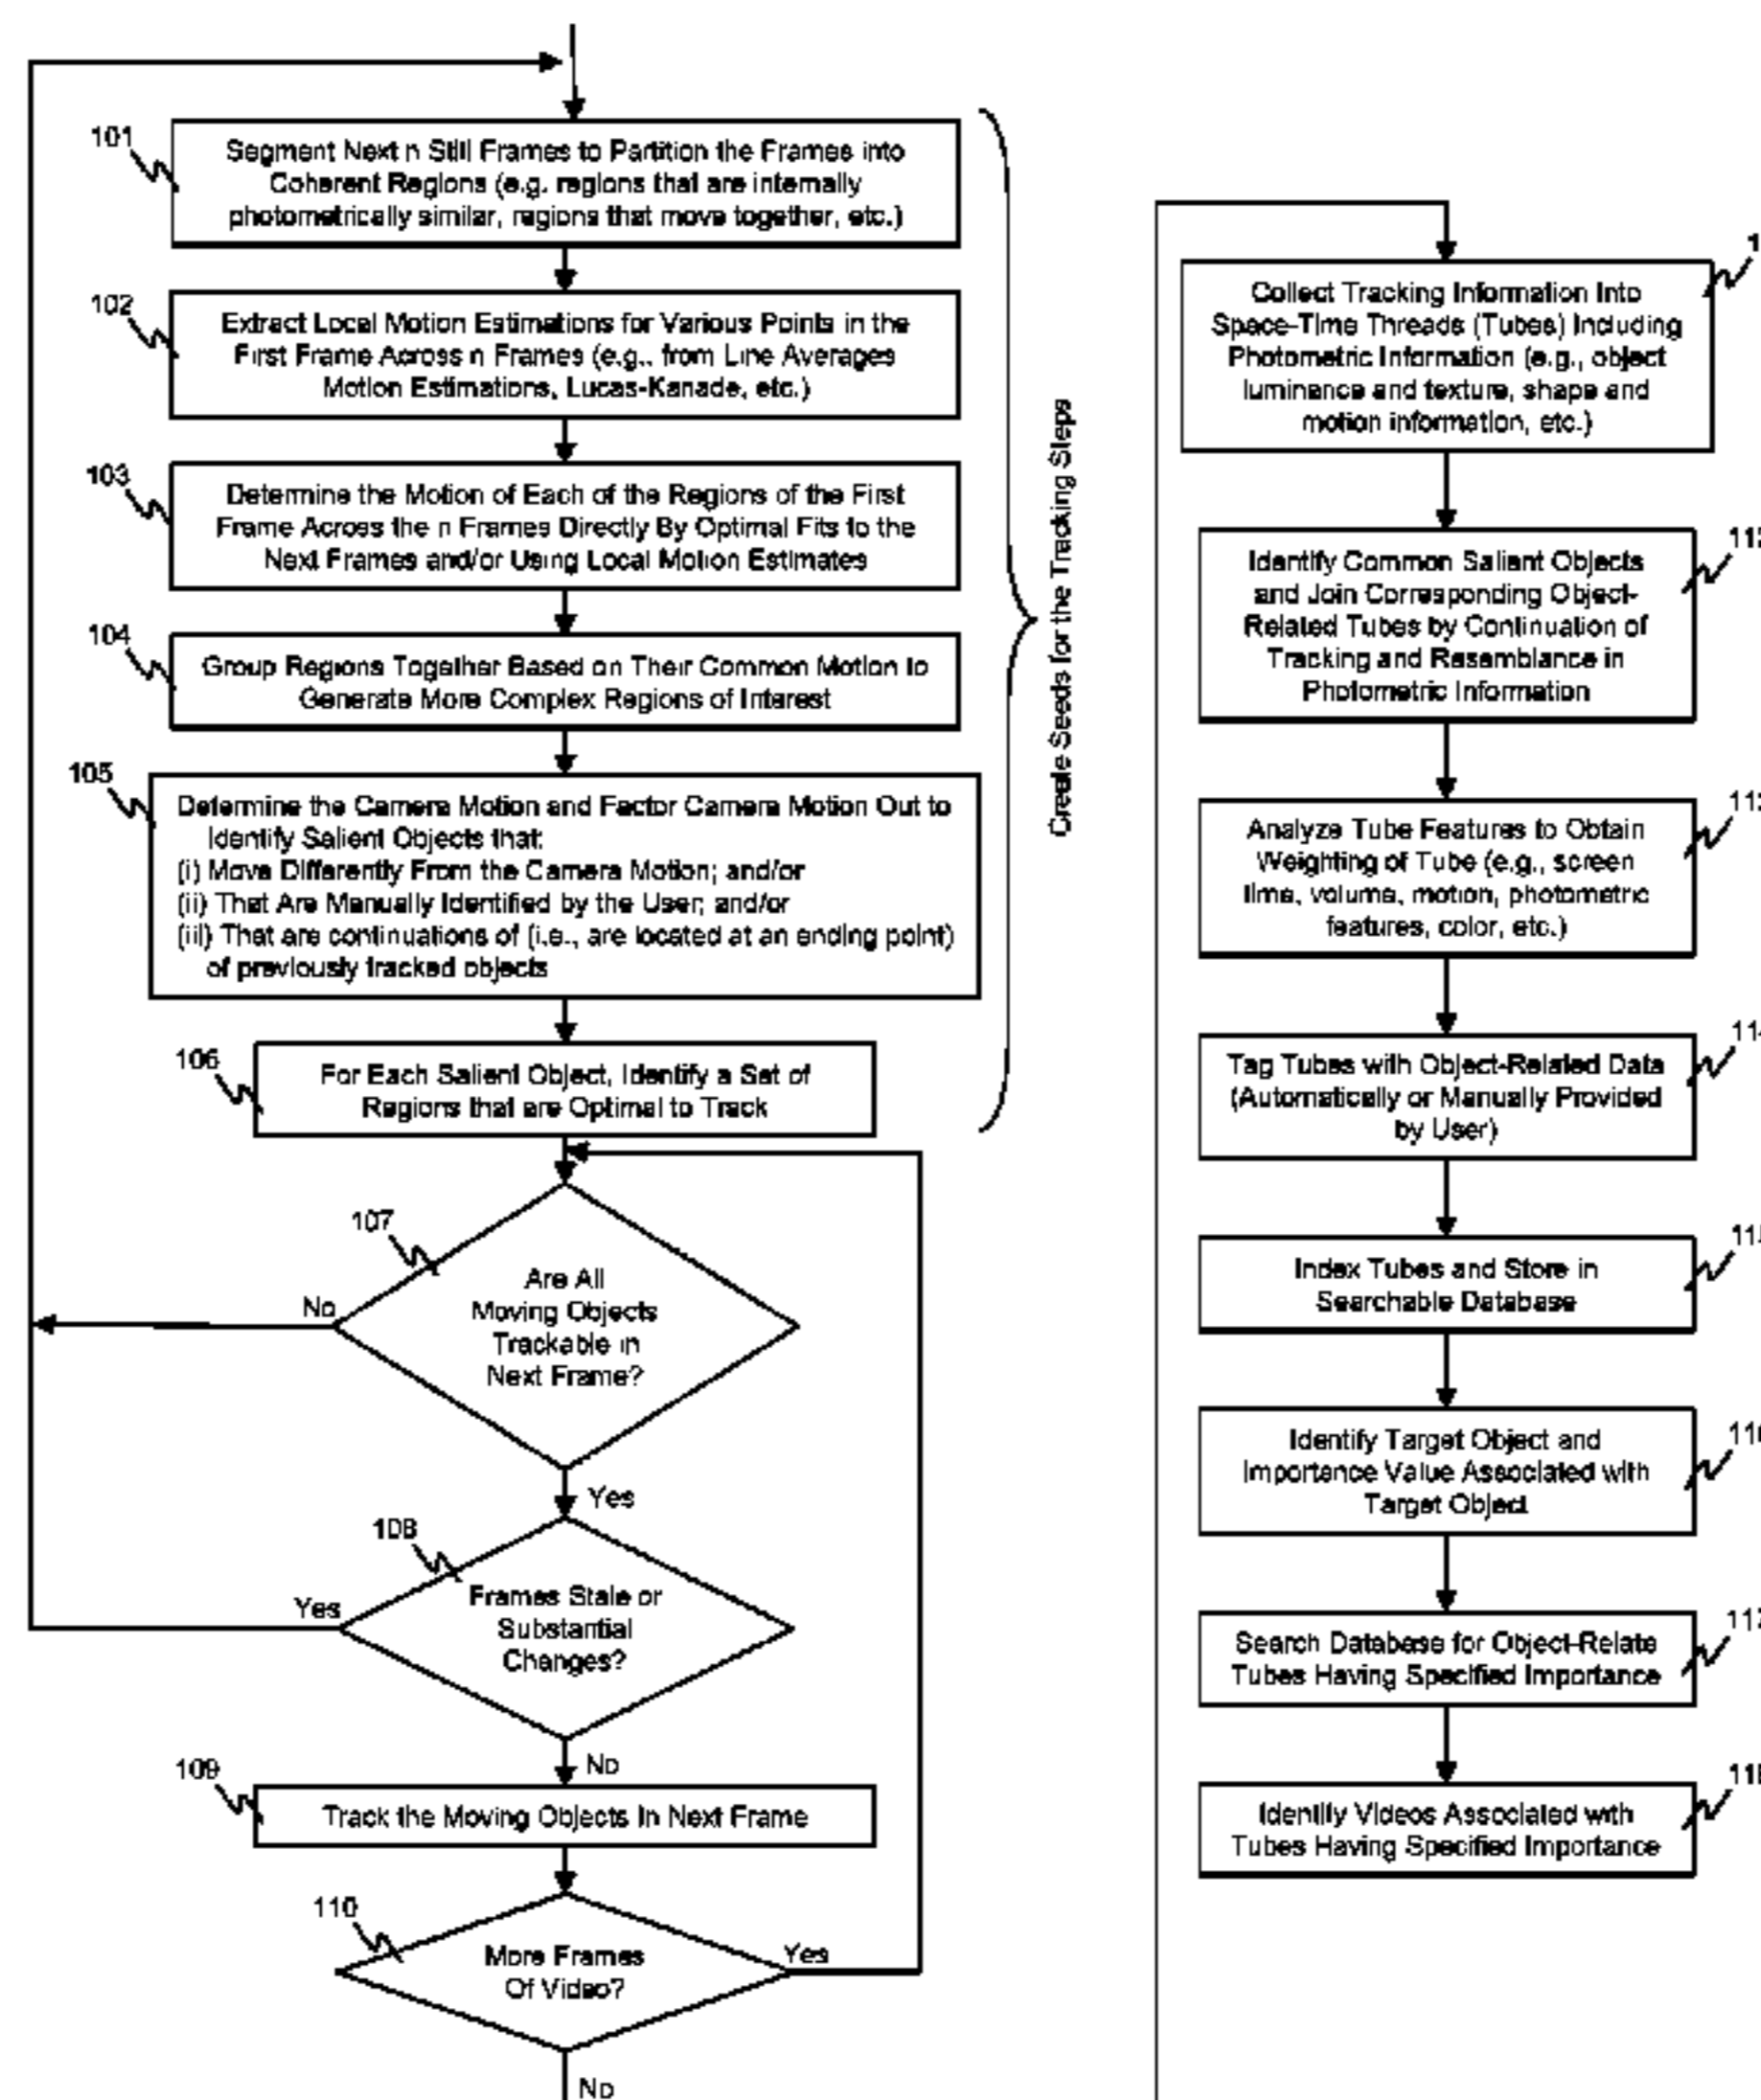 101
Segment Next n Still Frames to Partition the Frames into
Coherent Regions (e.g. regions that are internally
photometrically similar, regions that move together, etc.)
102
Extract Local Motion Estimations for Various Points in the
First Frame Across n Frames (e.g., from Line Averages
Motion Estimations, Lucas-Kanade, etc.)
103
Determine the Motion of Each of the Regions of the First
Frame Across the n Frames Directly By Optimal Fits to the
Next Frames and/or Using Local Motion Estimates
104
Group Regions Together Based on Their Common Motion to
Generate More Complex Regions of Interest
105
Determine the Camera Motion and Factor Camera Motion Out to
Identify Salient Objects that:
(i) Move Differently From the Camera Motion; and/or
(ii) That Are Manually Identified by the User; and/or
(iii) That are continuations of (i.e., are located at an ending point)
of previously tracked objects
106
For Each Salient Object, Identify a Set of
Regions that are Optimal to Track
Create Seeds for the Tracking Steps
107
Are All
Moving Objects
Trackable in
Next Frame?
No
Yes
108
Frames Stale or
Substantial
Changes?
Yes
No
109
Track the Moving Objects In Next Frame
110
More Frames
Of Video?
Yes
No
Collect Tracking Information Into
Space-Time Threads (Tubes) Including
Photometric Information (e.g., object
luminance and texture, shape and
motion information, etc.)
Identify Common Salient Objects
and Join Corresponding Object-
Related Tubes by Continuation of
Tracking and Resemblance in
Photometric Information
Analyze Tube Features to Obtain
Weighting of Tube (e.g., screen
time, volume, motion, photometric
features, color, etc.)
114
Tag Tubes with Object-Related Data
(Automatically or Manually Provided
by User)
Index Tubes and Store in
Searchable Database
Identify Target Object and
Importance Value Associated with
Target Object
117
Search Database for Object-Relate
Tubes Having Specified Importance
Identify Videos Associated with
Tubes Having Specified Importance